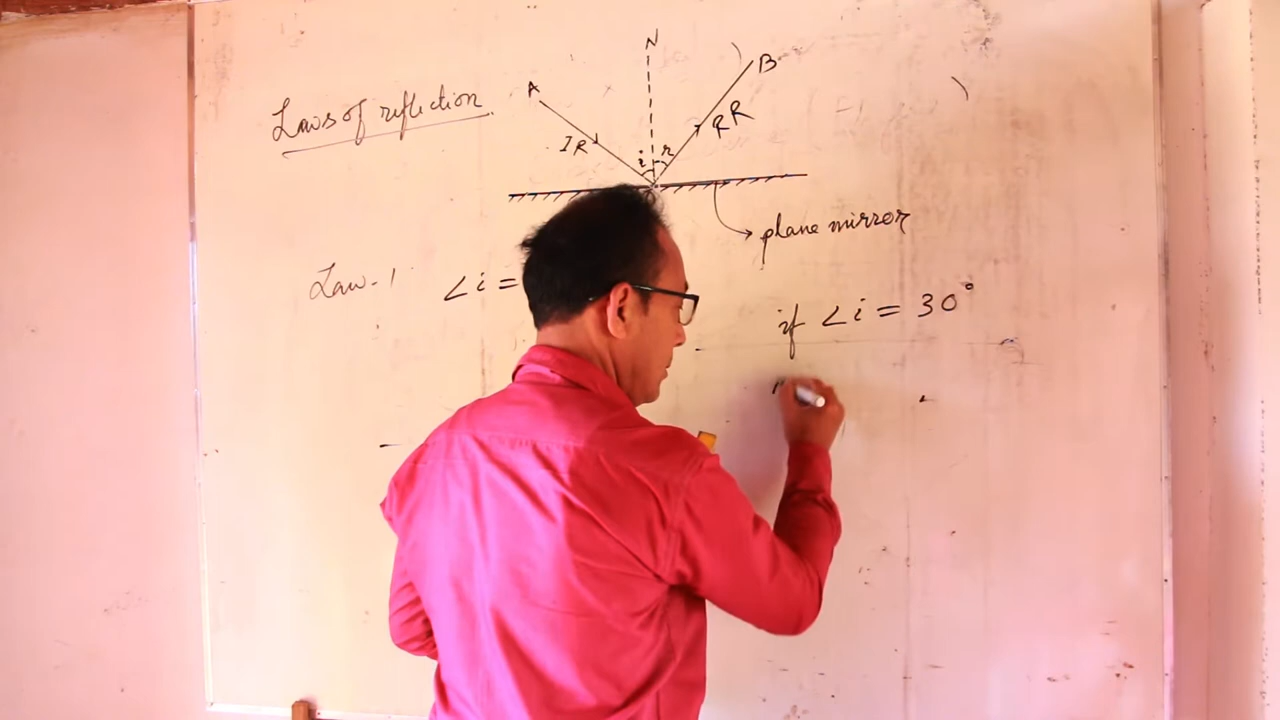 Laws of reflection
N
A
B
IR
i
r
RR
plane mirror
Law-1 ∠i =
if ∠i = 30°